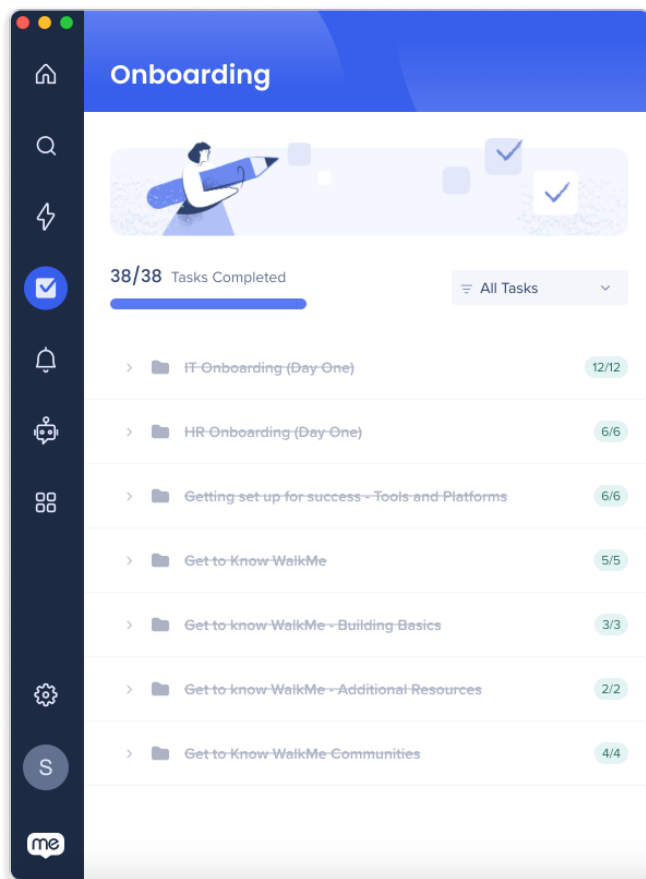 Onboarding
38/38 Tasks Completed
All Tasks
IT Onboarding (Day One) 12/12
HR Onboarding (Day One) 6/6
Getting set up for success - Tools and Platforms 6/6
Get to Know WalkMe 5/5
Get to know WalkMe - Building Basics 3/3
Get to know WalkMe - Additional Resources 2/2
Get to Know WalkMe Communities 4/4
S
me